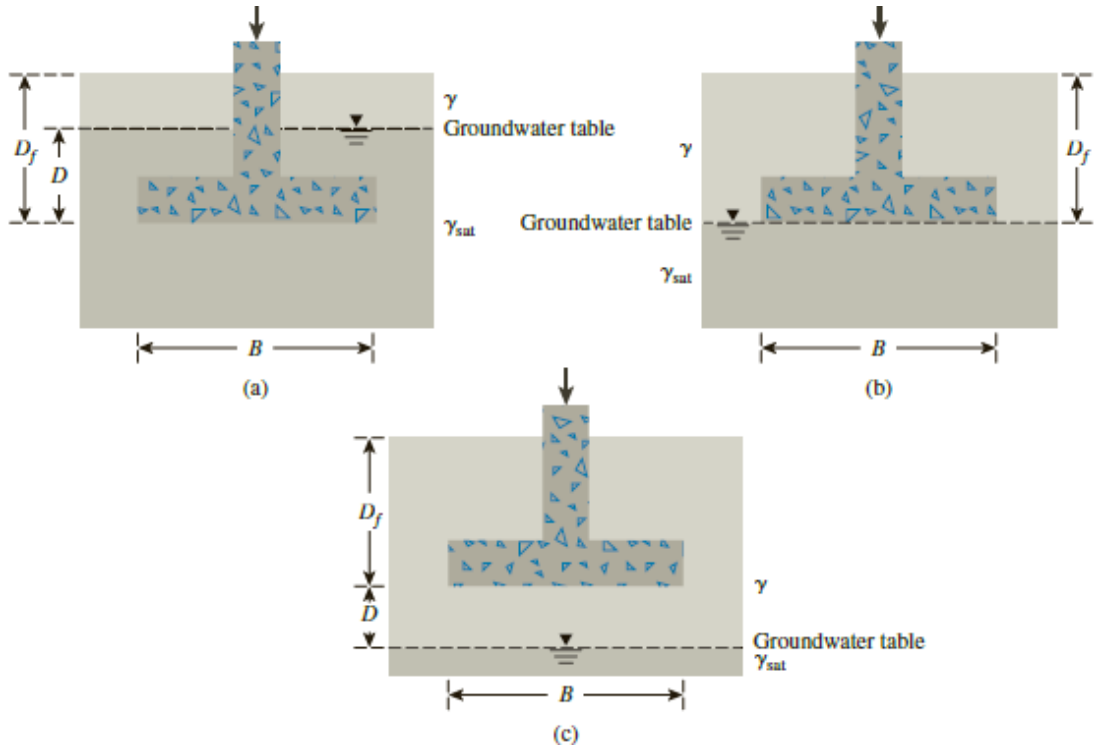 γ
Groundwater table
D_f
D
γ_sat
B
(a)
γ
D_f
Groundwater table
γ_sat
B
(b)
D_f
D
γ
Groundwater table
γ_sat
B
(c)